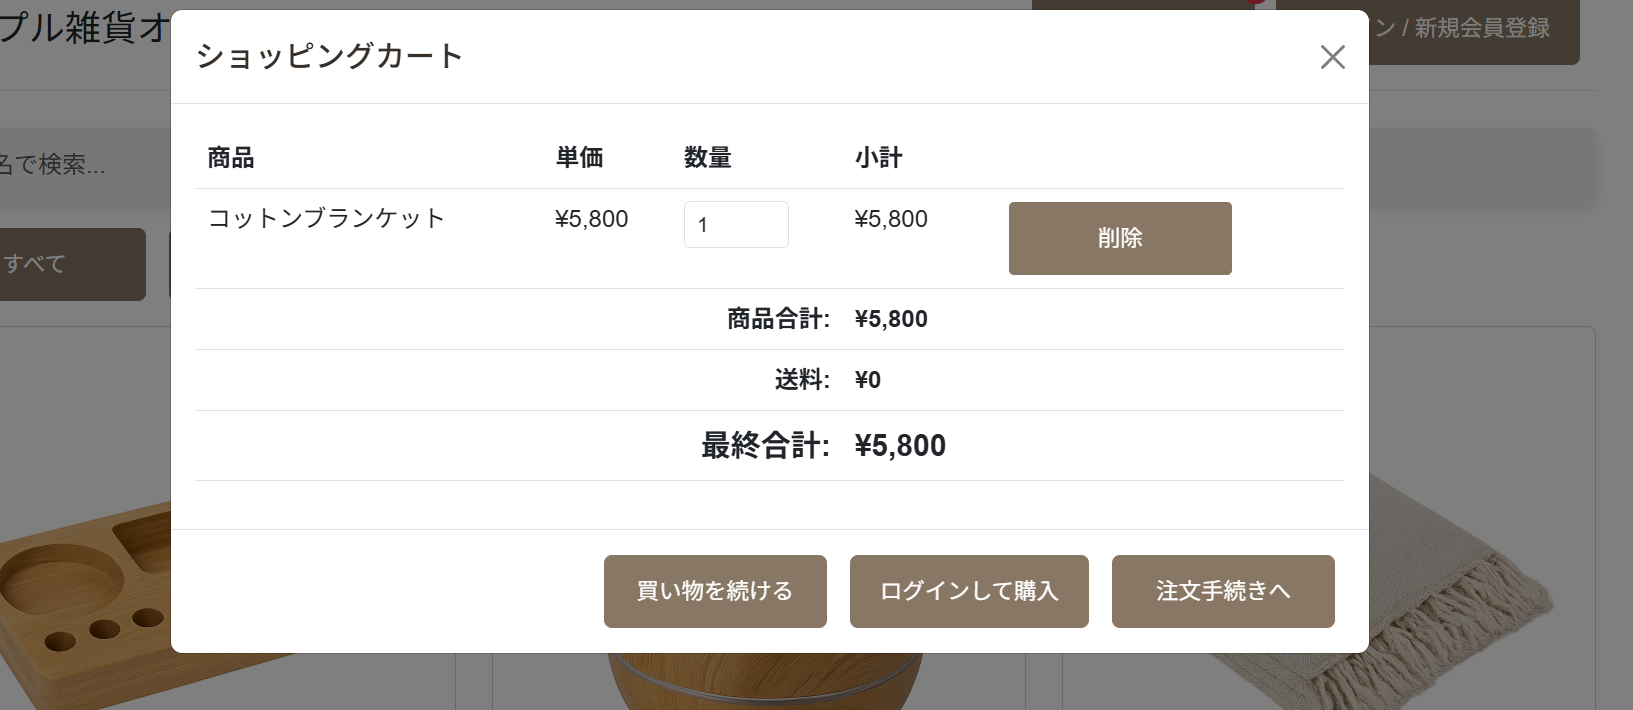 プル雑貨オ
ン / 新規会員登録
ショッピングカート
名で検索...
すべて
商品 単価 数量 小計
コットンブランケット ¥5,800 1 ¥5,800 削除
商品合計: ¥5,800
送料: ¥0
最終合計: ¥5,800
買い物を続ける ログインして購入 注文手続きへ